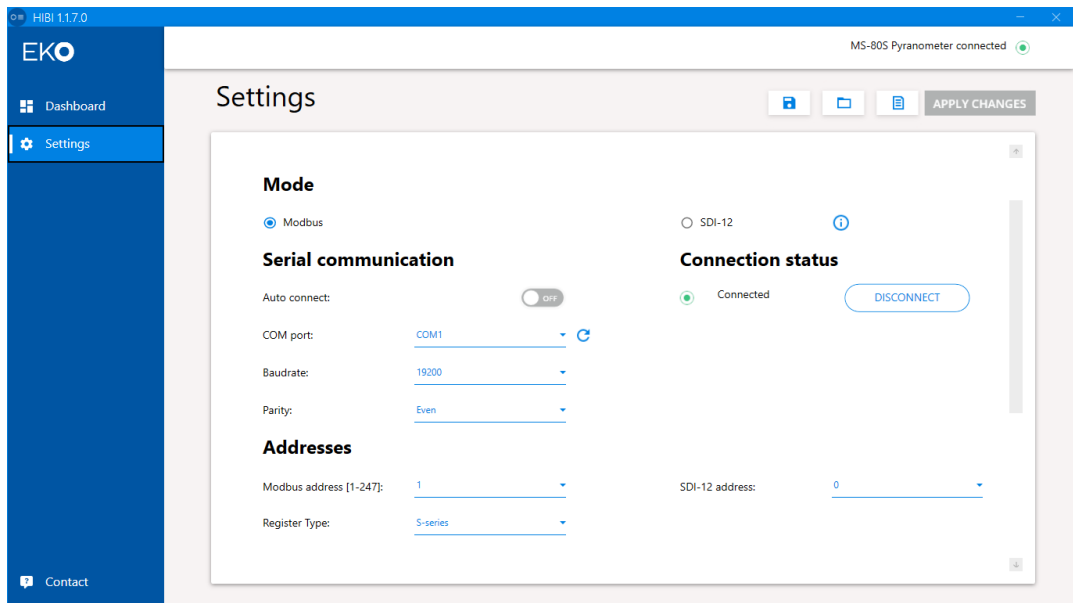 HIBI 1.1.7.0
EKO
MS-80S Pyranometer connected
Dashboard
Settings
Contact
Settings
APPLY CHANGES
Mode
Modbus
SDI-12
Serial communication
Connection status
Auto connect: OFF
Connected
DISCONNECT
COM port: COM1
Baudrate: 19200
Parity: Even
Addresses
Modbus address [1-247]: 1
SDI-12 address: 0
Register Type: S-series